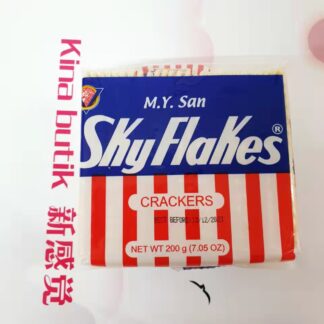 Kina butik 新感觉
M.Y. San
SkyFlakes®
CRACKERS
NET WT 200 g (7.05 OZ)